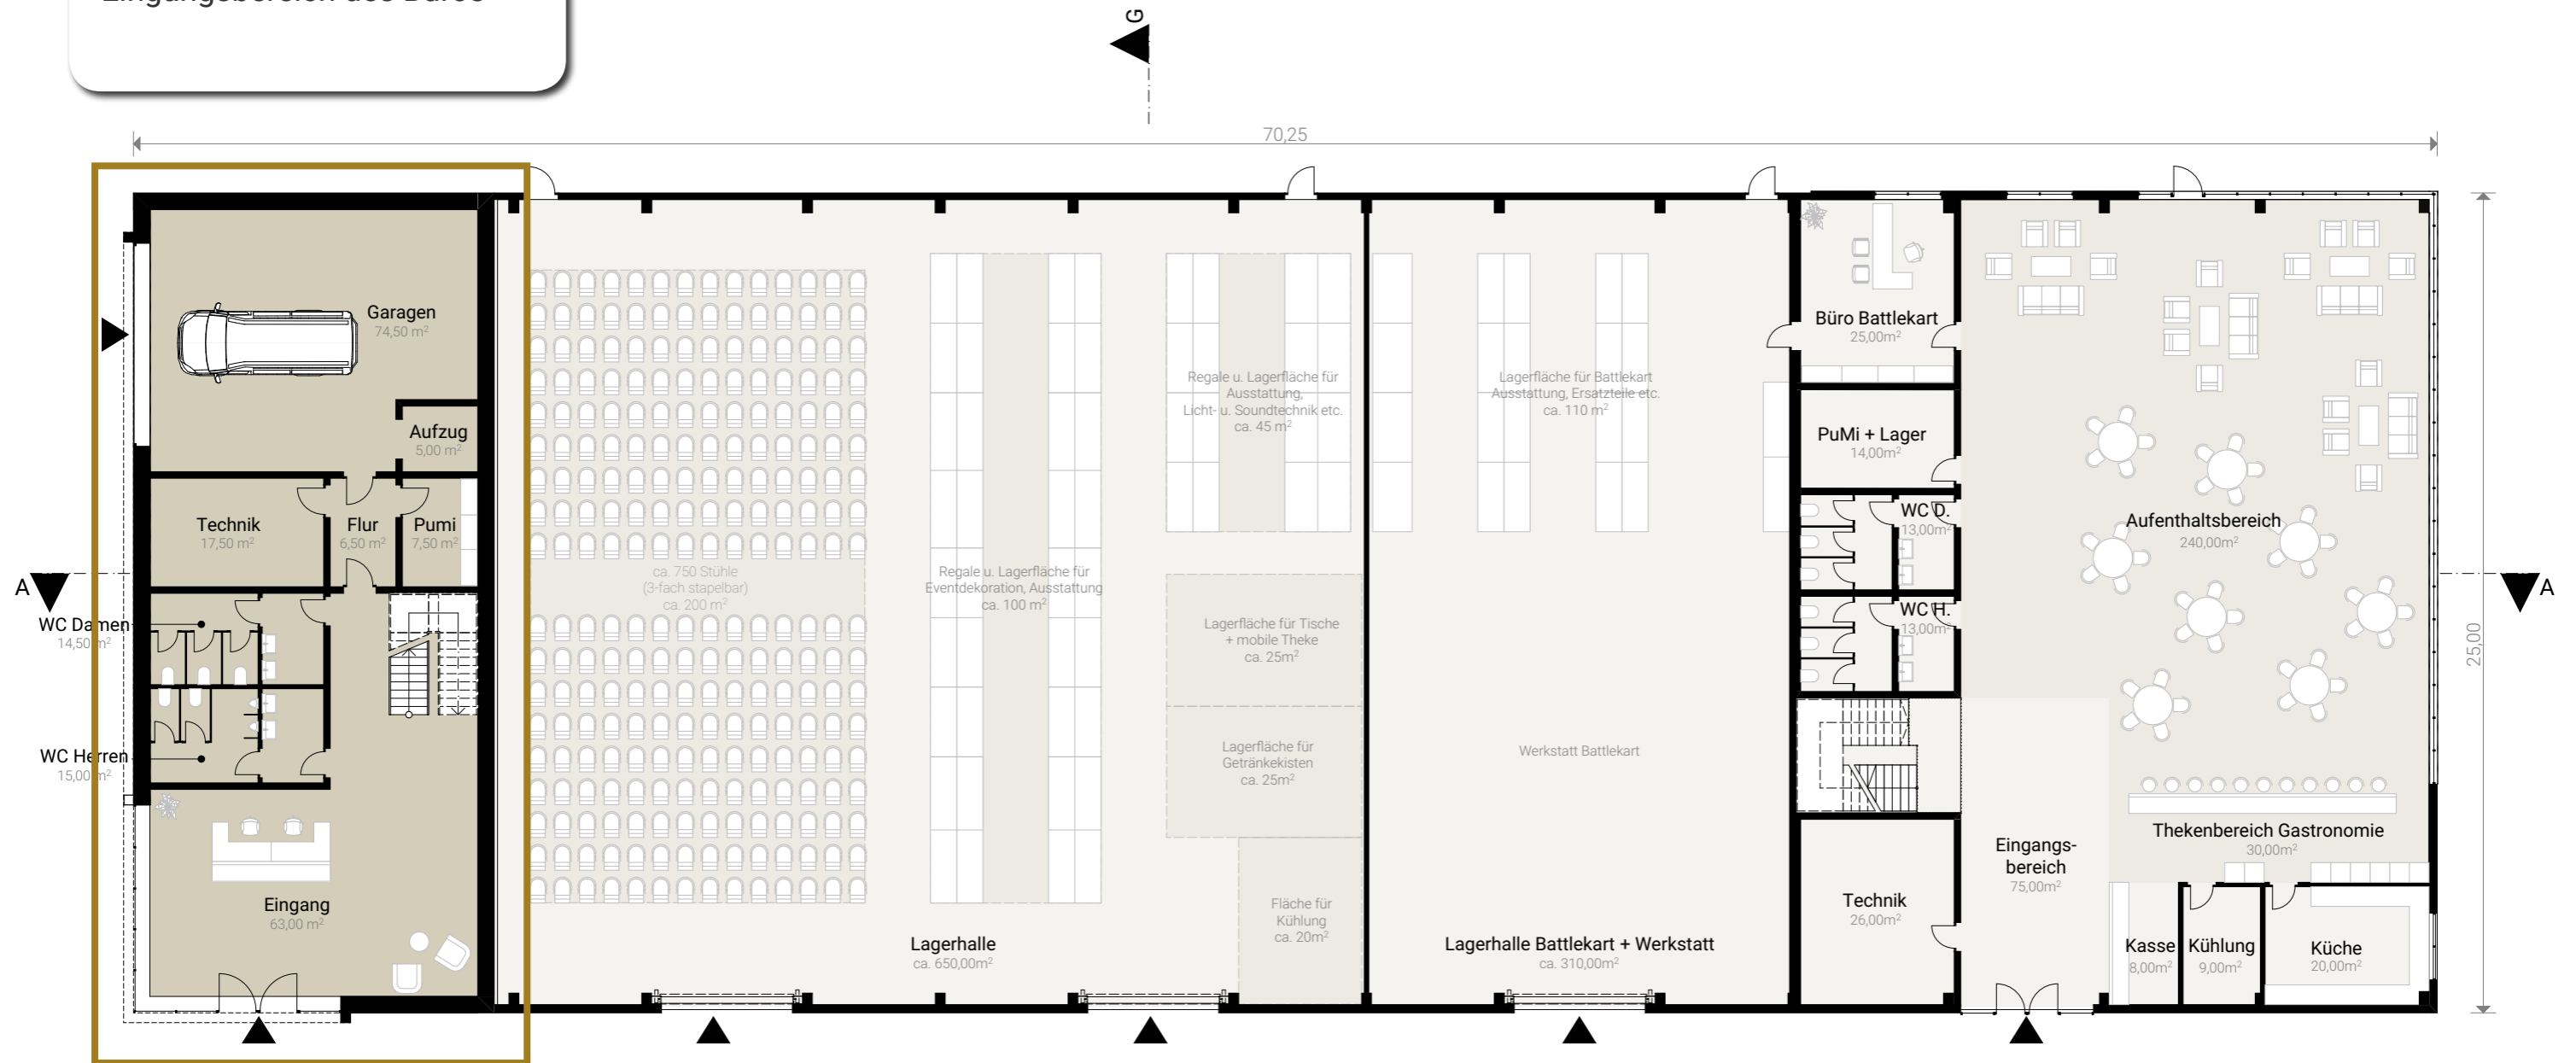 Eingangsbereich des Büros
G
70,25
Garagen
74,50 m²
Aufzug
5,00 m²
Technik
17,50 m²
Flur
6,50 m²
Pumi
7,50 m²
A
WC Damen
14,50 m²
WC Herren
15,00 m²
Eingang
63,00 m²
ca. 750 Stühle
(3-fach stapelbar)
ca. 200 m²
Regale u. Lagerfläche für
Eventdekoration, Ausstattung
ca. 100 m²
Regale u. Lagerfläche für
Ausstattung,
Licht- u. Soundtechnik etc.
ca. 45 m²
Lagerfläche für Tische
+ mobile Theke
ca. 25m²
Lagerfläche für
Getränkekisten
ca. 25m²
Fläche für
Kühlung
ca. 20m²
Lagerhalle
ca. 650,00m²
Lagerfläche für Battlekart
Ausstattung, Ersatzteile etc.
ca. 110 m²
Werkstatt Battlekart
Lagerhalle Battlekart + Werkstatt
ca. 310,00m²
Büro Battlekart
25,00m²
PuMi + Lager
14,00m²
WC D.
13,00m²
WC H.
13,00m²
Technik
26,00m²
Aufenthaltsbereich
240,00m²
Thekenbereich Gastronomie
30,00m²
Eingangs-
bereich
75,00m²
Kasse
8,00m²
Kühlung
9,00m²
Küche
20,00m²
A
25,00